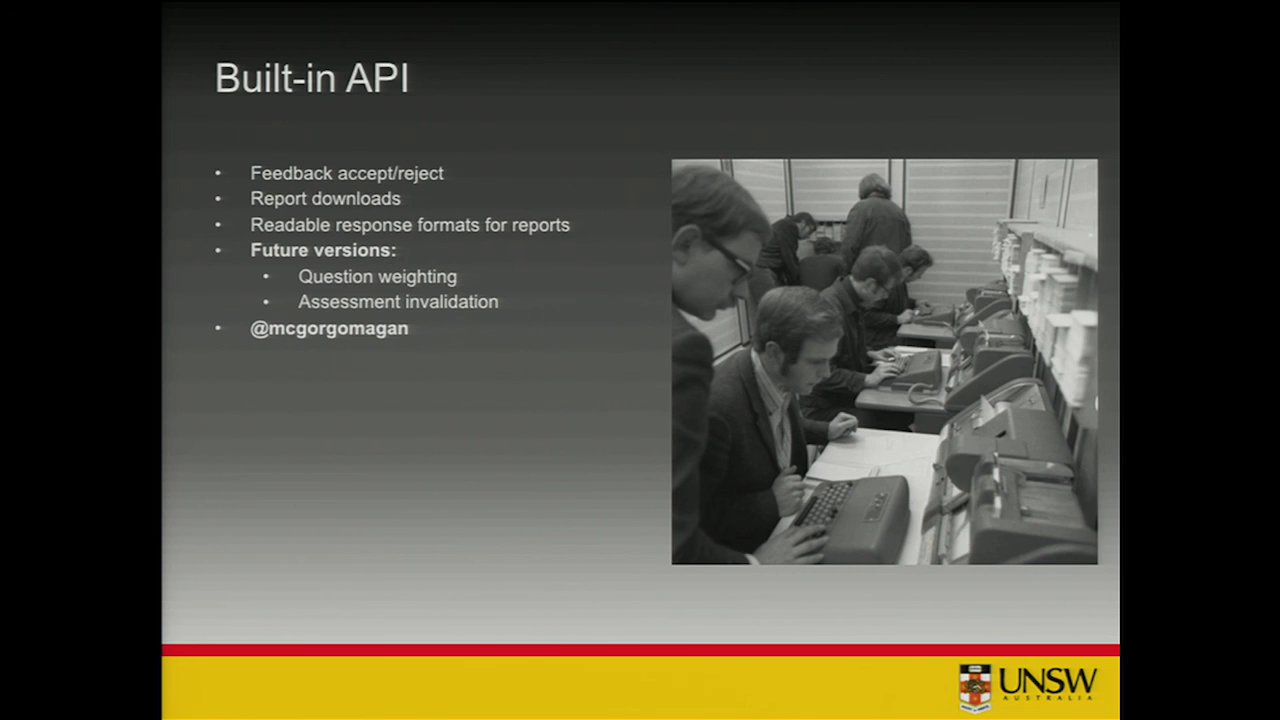 Built-in API
• Feedback accept/reject
• Report downloads
• Readable response formats for reports
• Future versions:
• Question weighting
• Assessment invalidation
• @mcgorgomagan
UNSW
AUSTRALIA